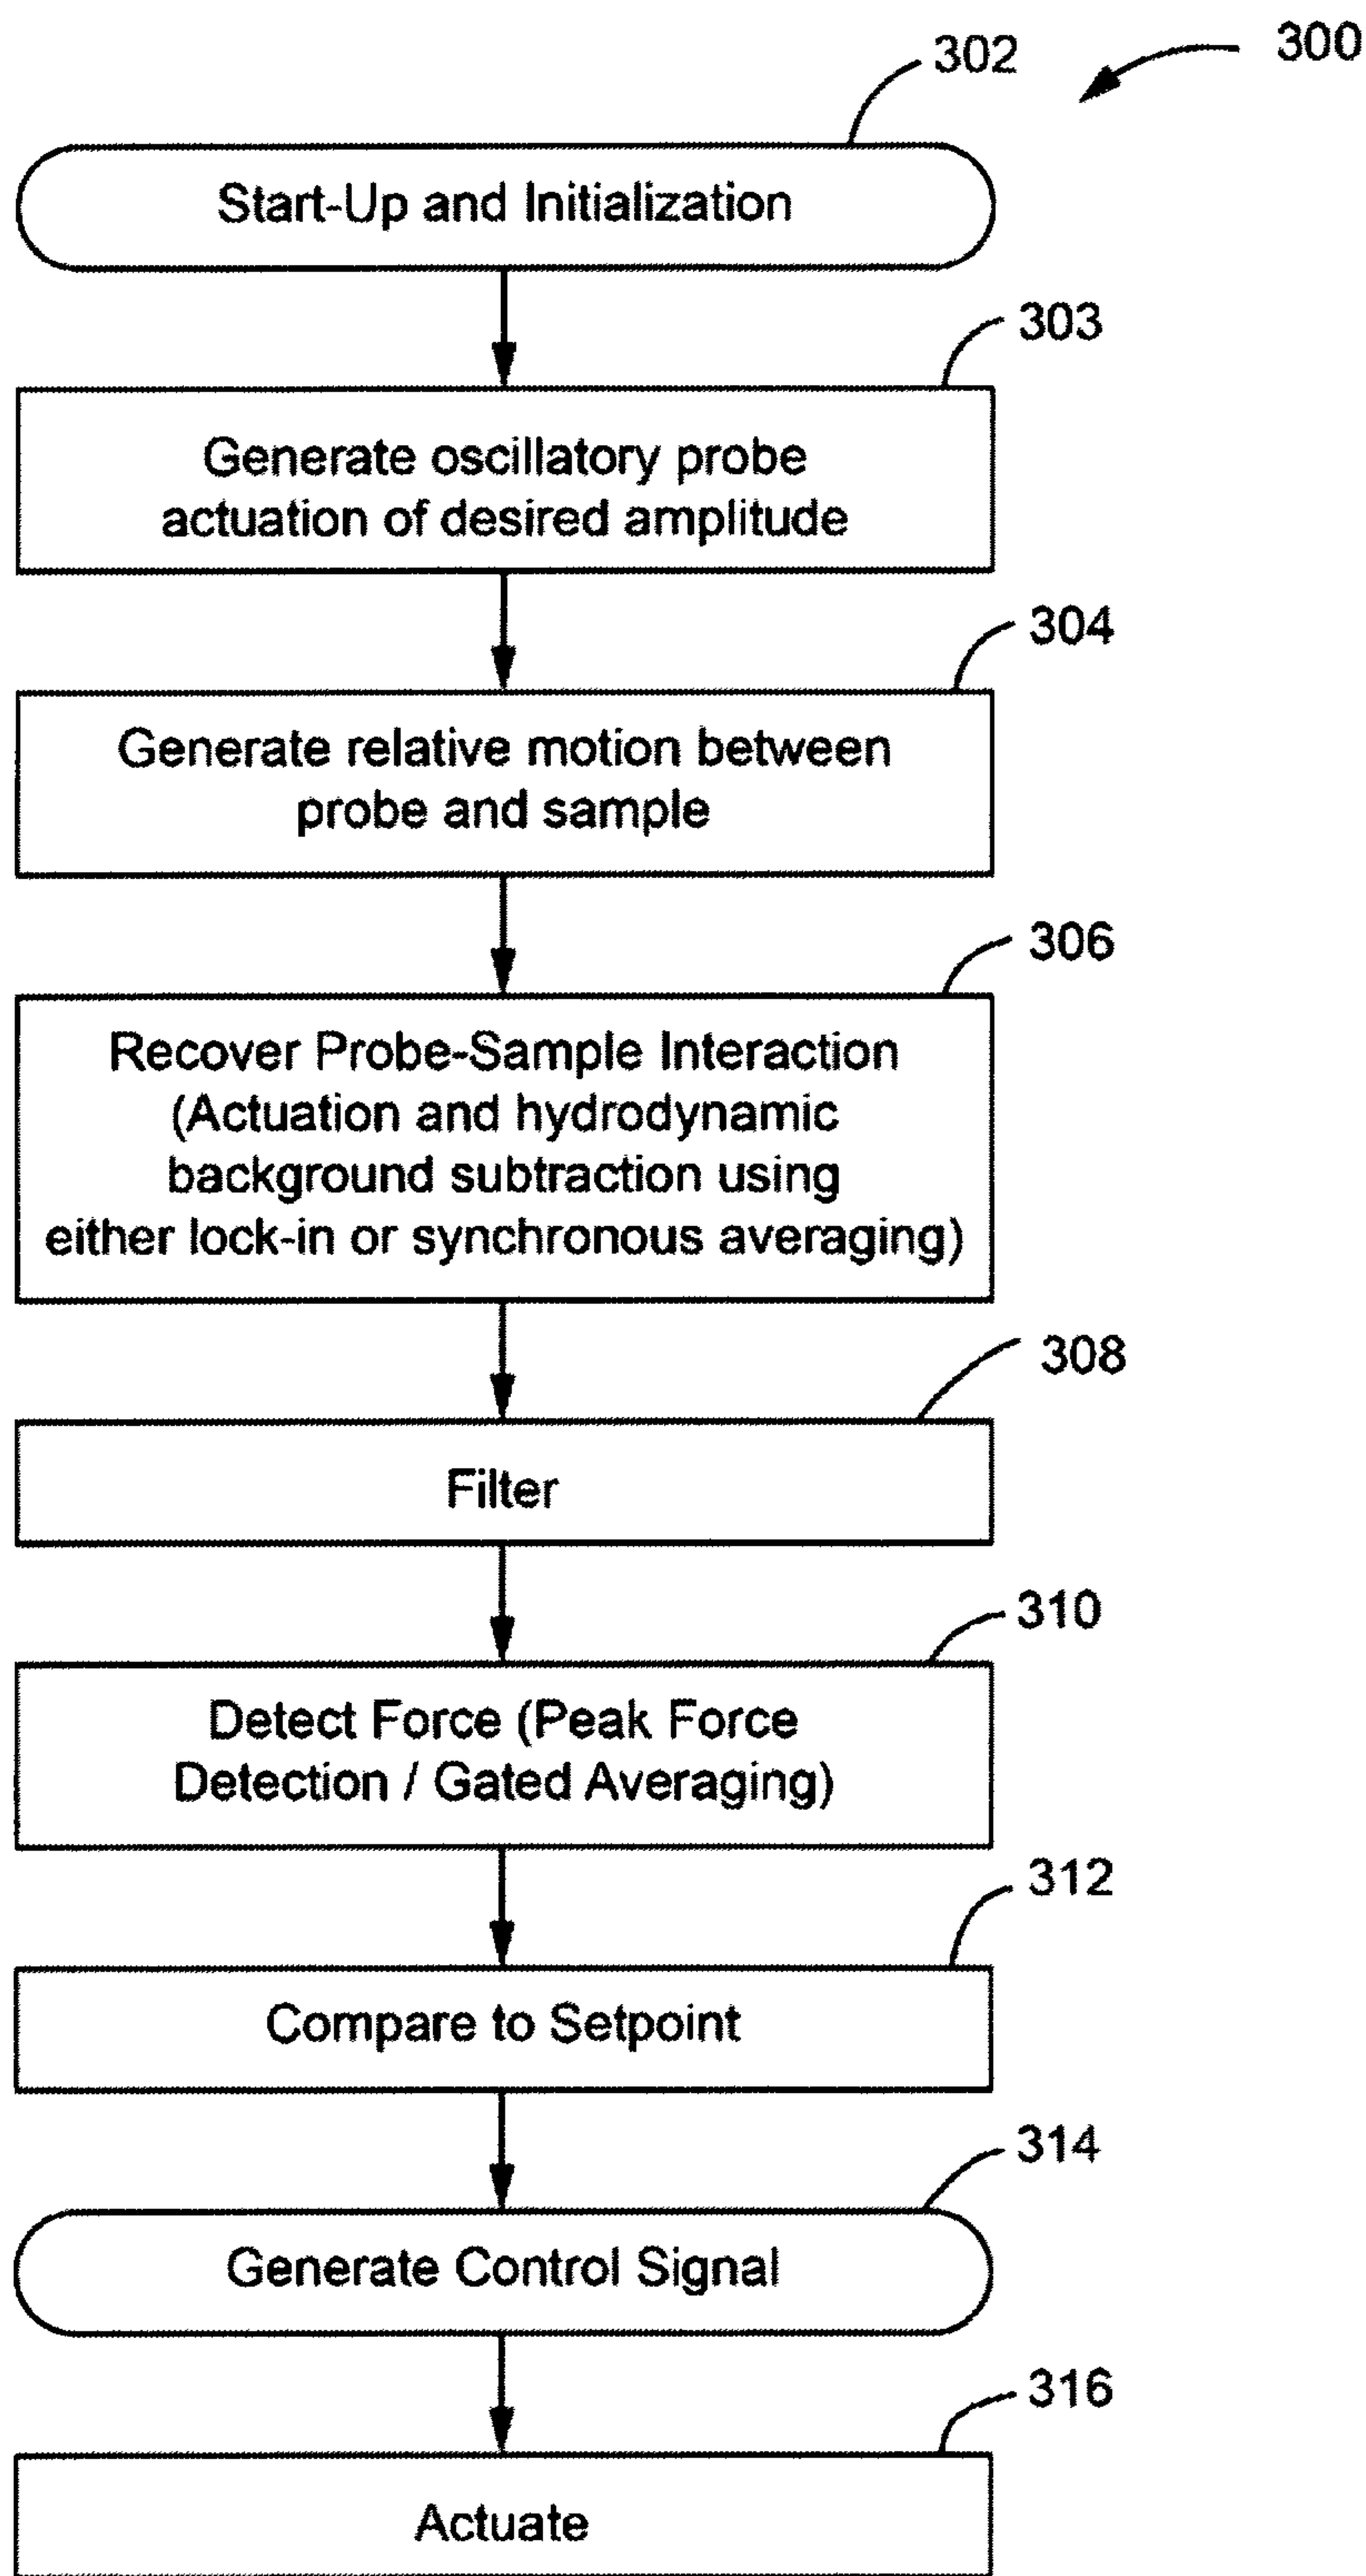 300
302
Start-Up and Initialization
303
Generate oscillatory probe
actuation of desired amplitude
304
Generate relative motion between
probe and sample
306
Recover Probe-Sample Interaction
(Actuation and hydrodynamic
background subtraction using
either lock-in or synchronous averaging)
308
Filter
310
Detect Force (Peak Force
Detection / Gated Averaging)
312
Compare to Setpoint
314
Generate Control Signal
316
Actuate